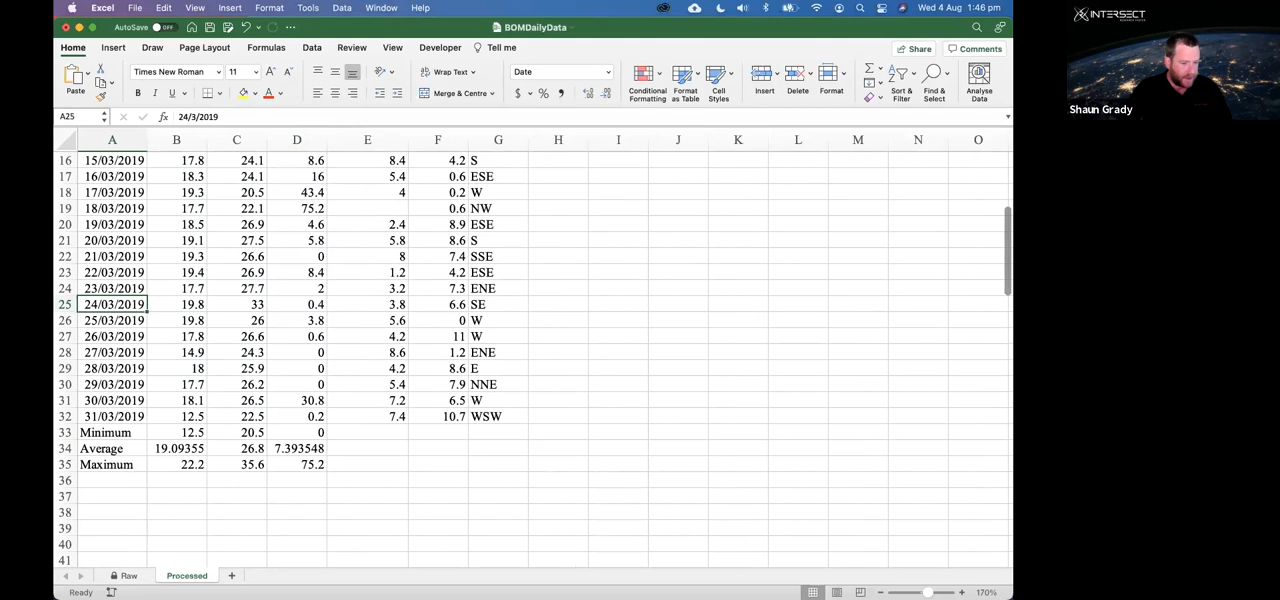 Excel File Edit View Insert Format Tools Data Window Help Wed 4 Aug 1:46 pm
AutoSave OFF BOMDailyData
Home Insert Draw Page Layout Formulas Data Review View Developer Tell me Share Comments
Paste Times New Roman 11 Wrap Text Date Conditional Formatting Format as Table Cell Styles Insert Delete Format Sort & Filter Find & Select Analyse Data
B I U Merge & Centre $ %
A25 fx 24/3/2019
A B C D E F G H I J K L M N O
16 15/03/2019 17.8 24.1 8.6 8.4 4.2 S
17 16/03/2019 18.3 24.1 16 5.4 0.6 ESE
18 17/03/2019 19.3 20.5 43.4 4 0.2 W
19 18/03/2019 17.7 22.1 75.2 0.6 NW
20 19/03/2019 18.5 26.9 4.6 2.4 8.9 ESE
21 20/03/2019 19.1 27.5 5.8 5.8 8.6 S
22 21/03/2019 19.3 26.6 0 8 7.4 SSE
23 22/03/2019 19.4 26.9 8.4 1.2 4.2 ESE
24 23/03/2019 17.7 27.7 2 3.2 7.3 ENE
25 24/03/2019 19.8 33 0.4 3.8 6.6 SE
26 25/03/2019 19.8 26 3.8 5.6 0 W
27 26/03/2019 17.8 26.6 0.6 4.2 11 W
28 27/03/2019 14.9 24.3 0 8.6 1.2 ENE
29 28/03/2019 18 25.9 0 4.2 8.6 E
30 29/03/2019 17.7 26.2 0 5.4 7.9 NNE
31 30/03/2019 18.1 26.5 30.8 7.2 6.5 W
32 31/03/2019 12.5 22.5 0.2 7.4 10.7 WSW
33 Minimum 12.5 20.5 0
34 Average 19.09355 26.8 7.393548
35 Maximum 22.2 35.6 75.2
36
37
38
39
40
41
Raw Processed +
Ready 170%
INTERSECT
Shaun Grady